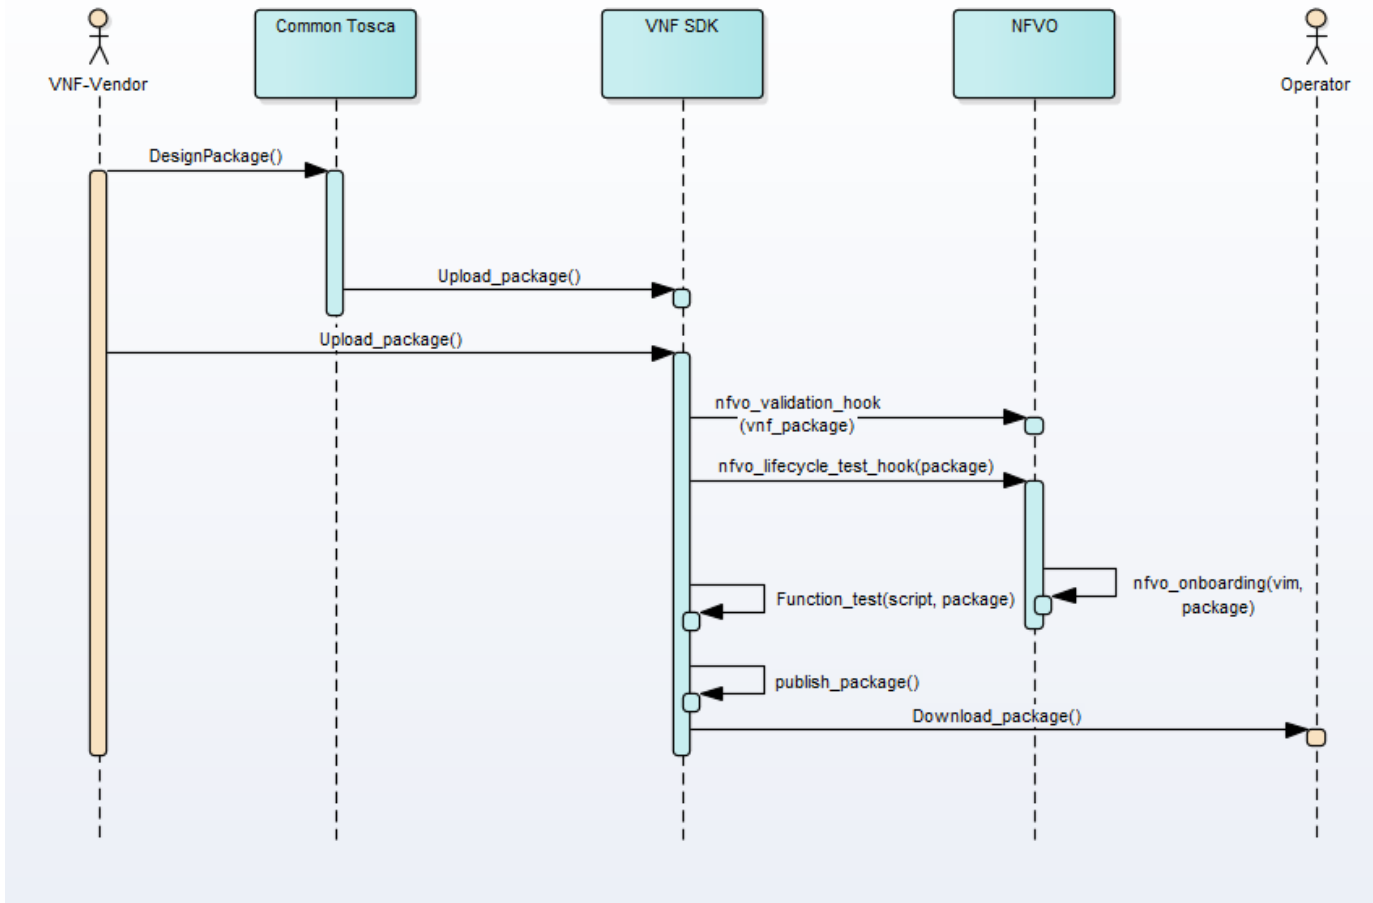 Common Tosca
VNF SDK
NFVO
VNF-Vendor
Operator
DesignPackage()
Upload_package()
Upload_package()
nfvo_validation_hook
(vnf_package)
nfvo_lifecycle_test_hook(package)
nfvo_onboarding(vim,
package)
Function_test(script, package)
publish_package()
Download_package()